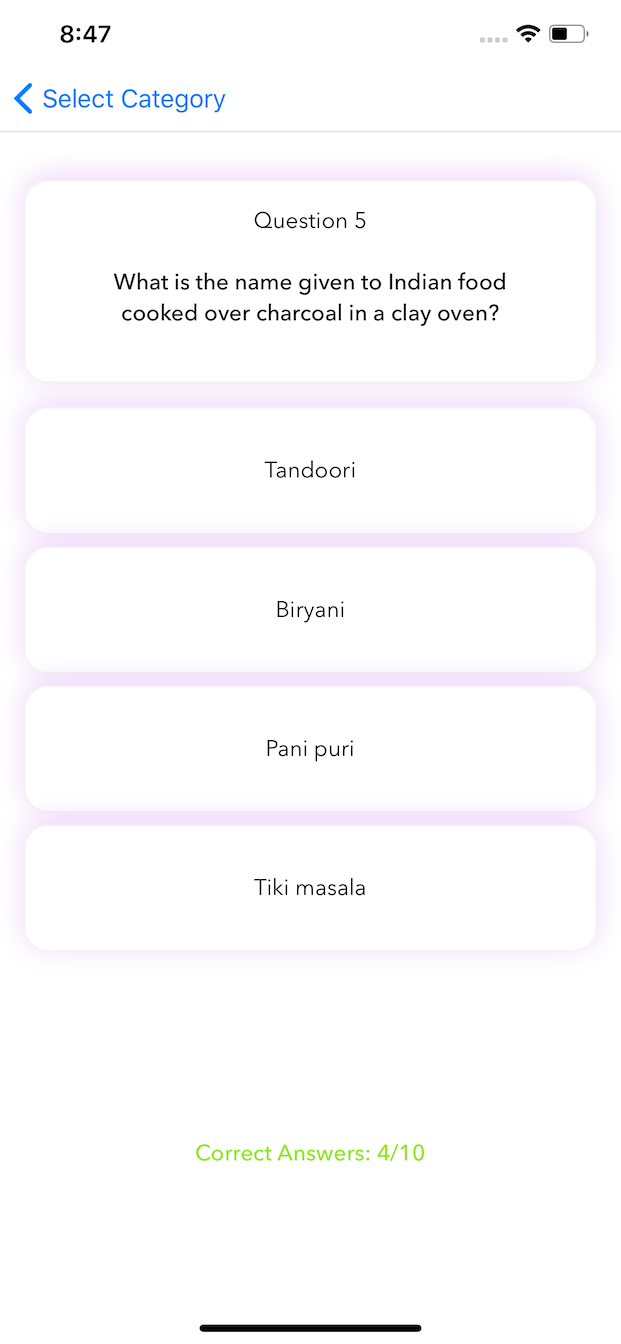 8:47
Select Category
Question 5
What is the name given to Indian food
cooked over charcoal in a clay oven?
Tandoori
Biryani
Pani puri
Tiki masala
Correct Answers: 4/10